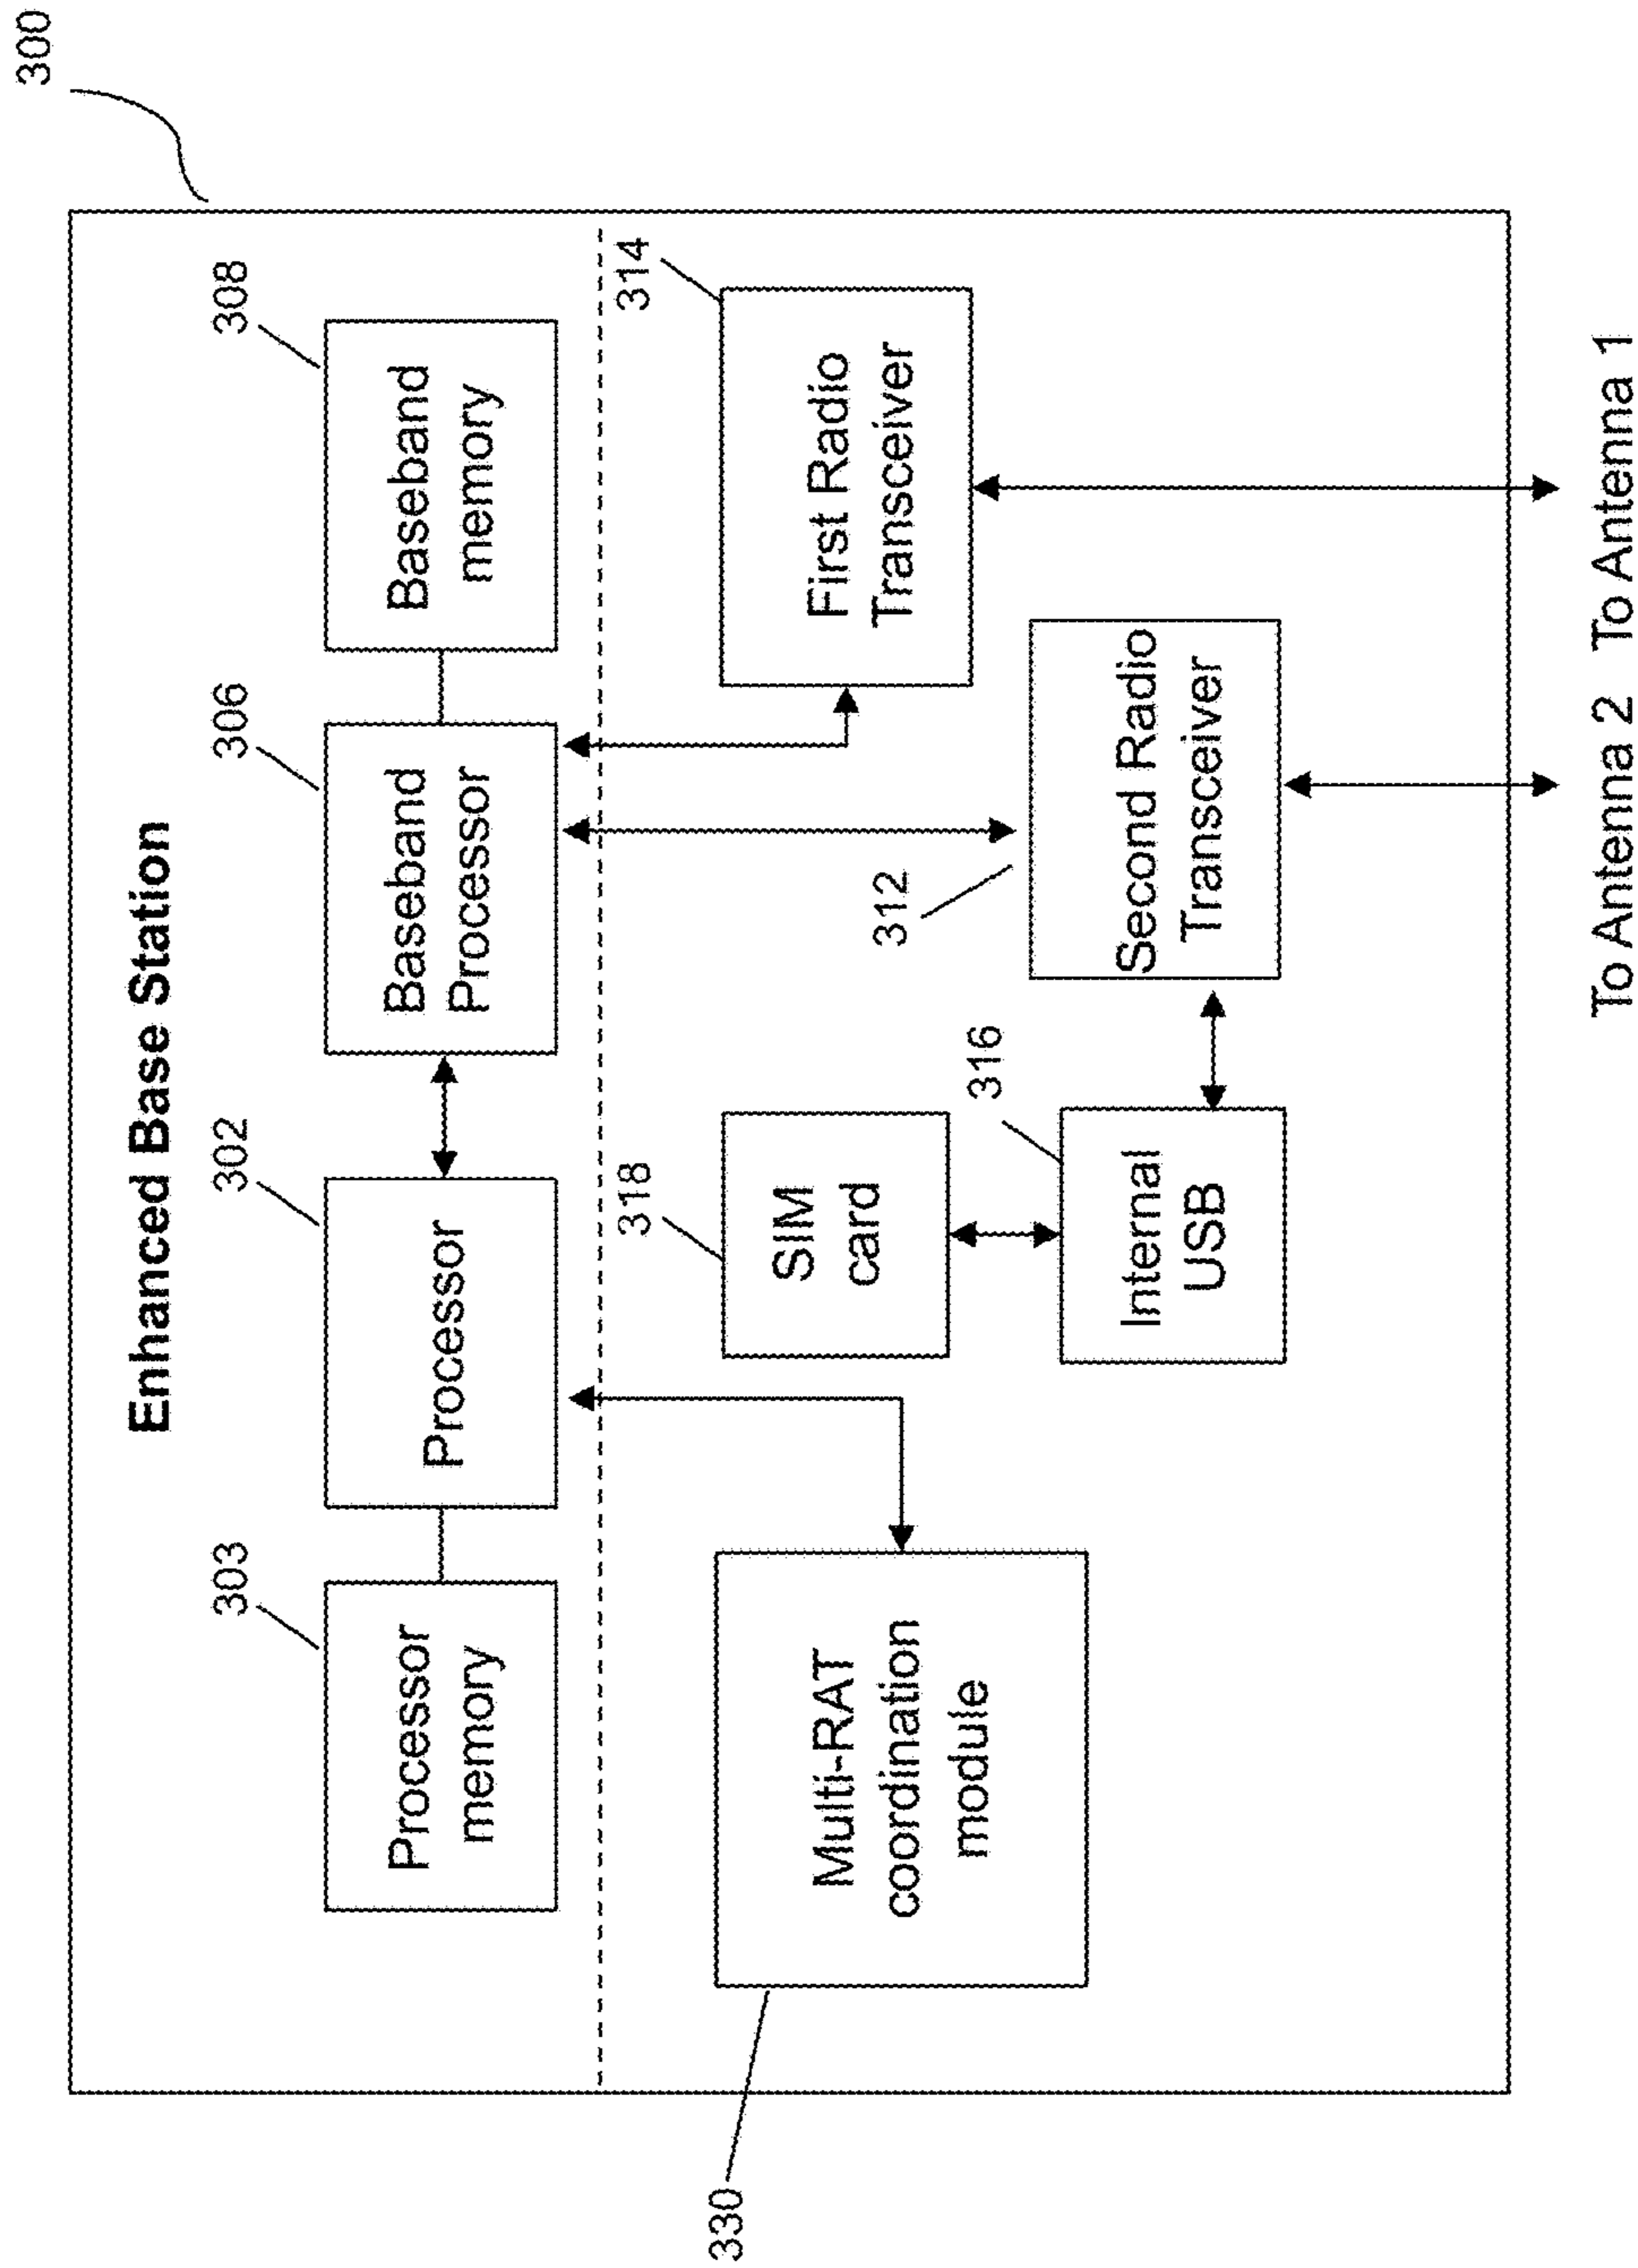 300
Enhanced Base Station
303
302
306
308
Processor
memory
Processor
Baseband
Processor
Baseband
memory
330
318
314
Multi-RAT
coordination
module
SIM
card
First Radio
Transceiver
312
316
Internal
USB
Second Radio
Transceiver
To Antenna 2
To Antenna 1